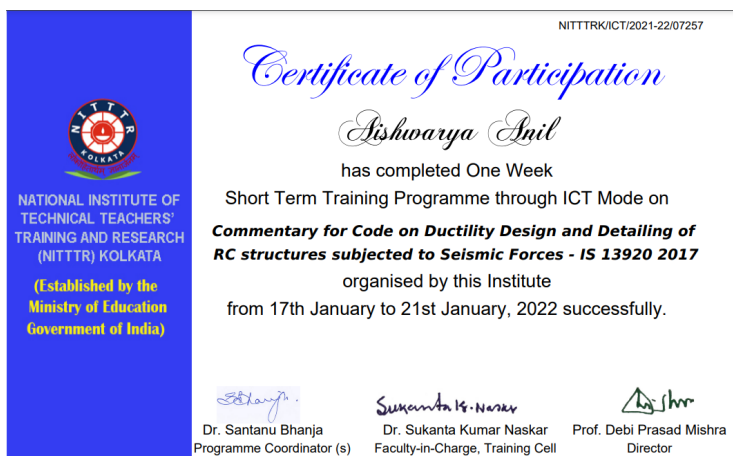 NITTTRK/ICT/2021-22/07257
Certificate of Participation
Aishwarya Anil
has completed One Week
Short Term Training Programme through ICT Mode on
Commentary for Code on Ductility Design and Detailing of
RC structures subjected to Seismic Forces - IS 13920 2017
organised by this Institute
from 17th January to 21st January, 2022 successfully.
NITTTR
KOLKATA
NATIONAL INSTITUTE OF
TECHNICAL TEACHERS'
TRAINING AND RESEARCH
(NITTTR) KOLKATA
(Established by the
Ministry of Education
Government of India)
Sukanta K. Naskar
Dr. Santanu Bhanja
Programme Coordinator (s)
Dr. Sukanta Kumar Naskar
Faculty-in-Charge, Training Cell
Prof. Debi Prasad Mishra
Director